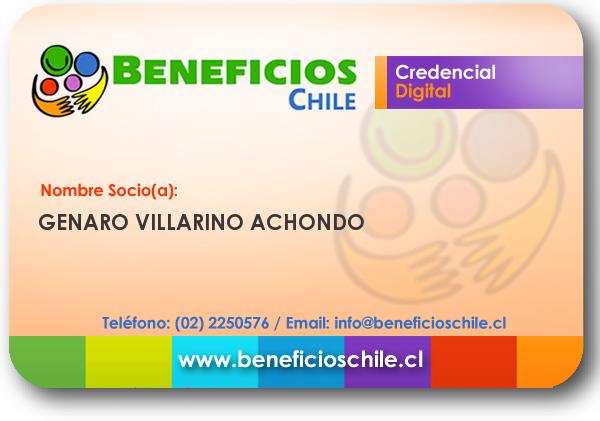 BENEFICIOS
CHILE
Credencial
Digital
Nombre Socio(a):
GENARO VILLARINO ACHONDO
Teléfono: (02) 2250576 / Email: info@beneficioschile.cl
www.beneficioschile.cl